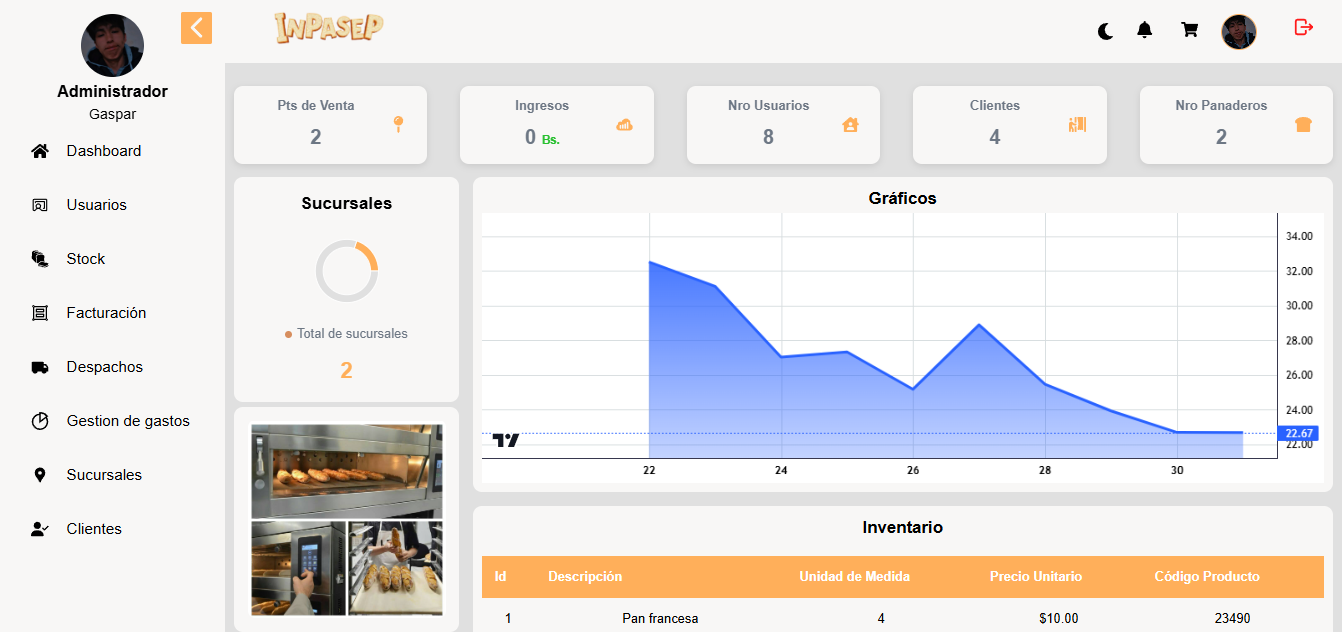 INPASEP
Administrador
Gaspar
Dashboard
Usuarios
Stock
Facturación
Despachos
Gestion de gastos
Sucursales
Clientes
Pts de Venta
2
Ingresos
0 Bs.
Nro Usuarios
8
Clientes
4
Nro Panaderos
2
Sucursales
Total de sucursales
2
Gráficos
34.00
32.00
30.00
28.00
26.00
24.00
22.67
22.00
22 24 26 28 30
Inventario
Id Descripción Unidad de Medida Precio Unitario Código Producto
1 Pan francesa 4 $10.00 23490